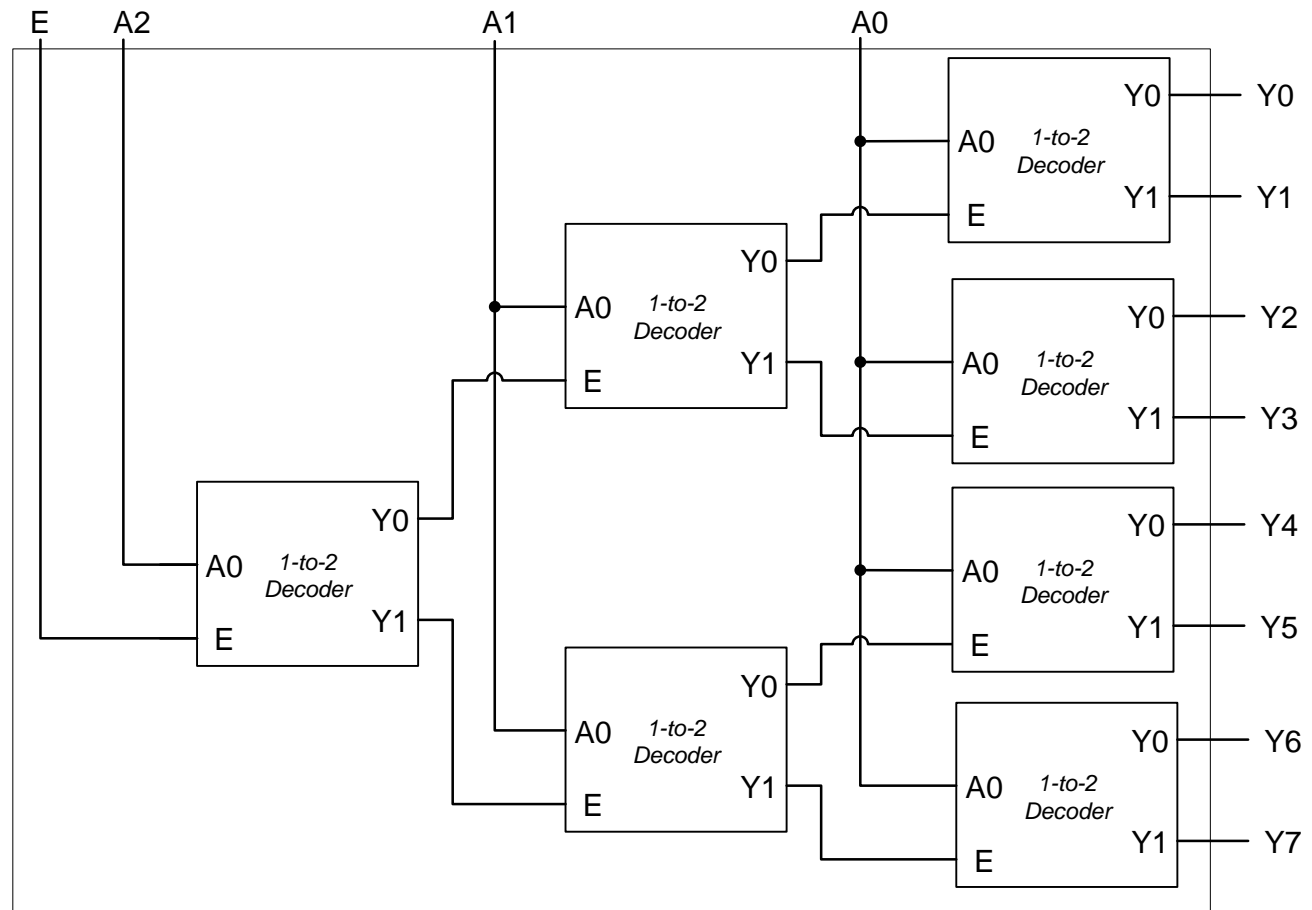 E A2 A1 A0
Y0 Y0
A0 1-to-2
Decoder
Y1 Y1
E
Y0
A0 1-to-2
Decoder
Y1
E
Y0 Y2
A0 1-to-2
Decoder
Y1 Y3
E
Y0
A0 1-to-2
Decoder
Y1
E
Y0 Y4
A0 1-to-2
Decoder
Y1 Y5
E
Y0
A0 1-to-2
Decoder
Y1
E
Y0 Y6
A0 1-to-2
Decoder
Y1 Y7
E